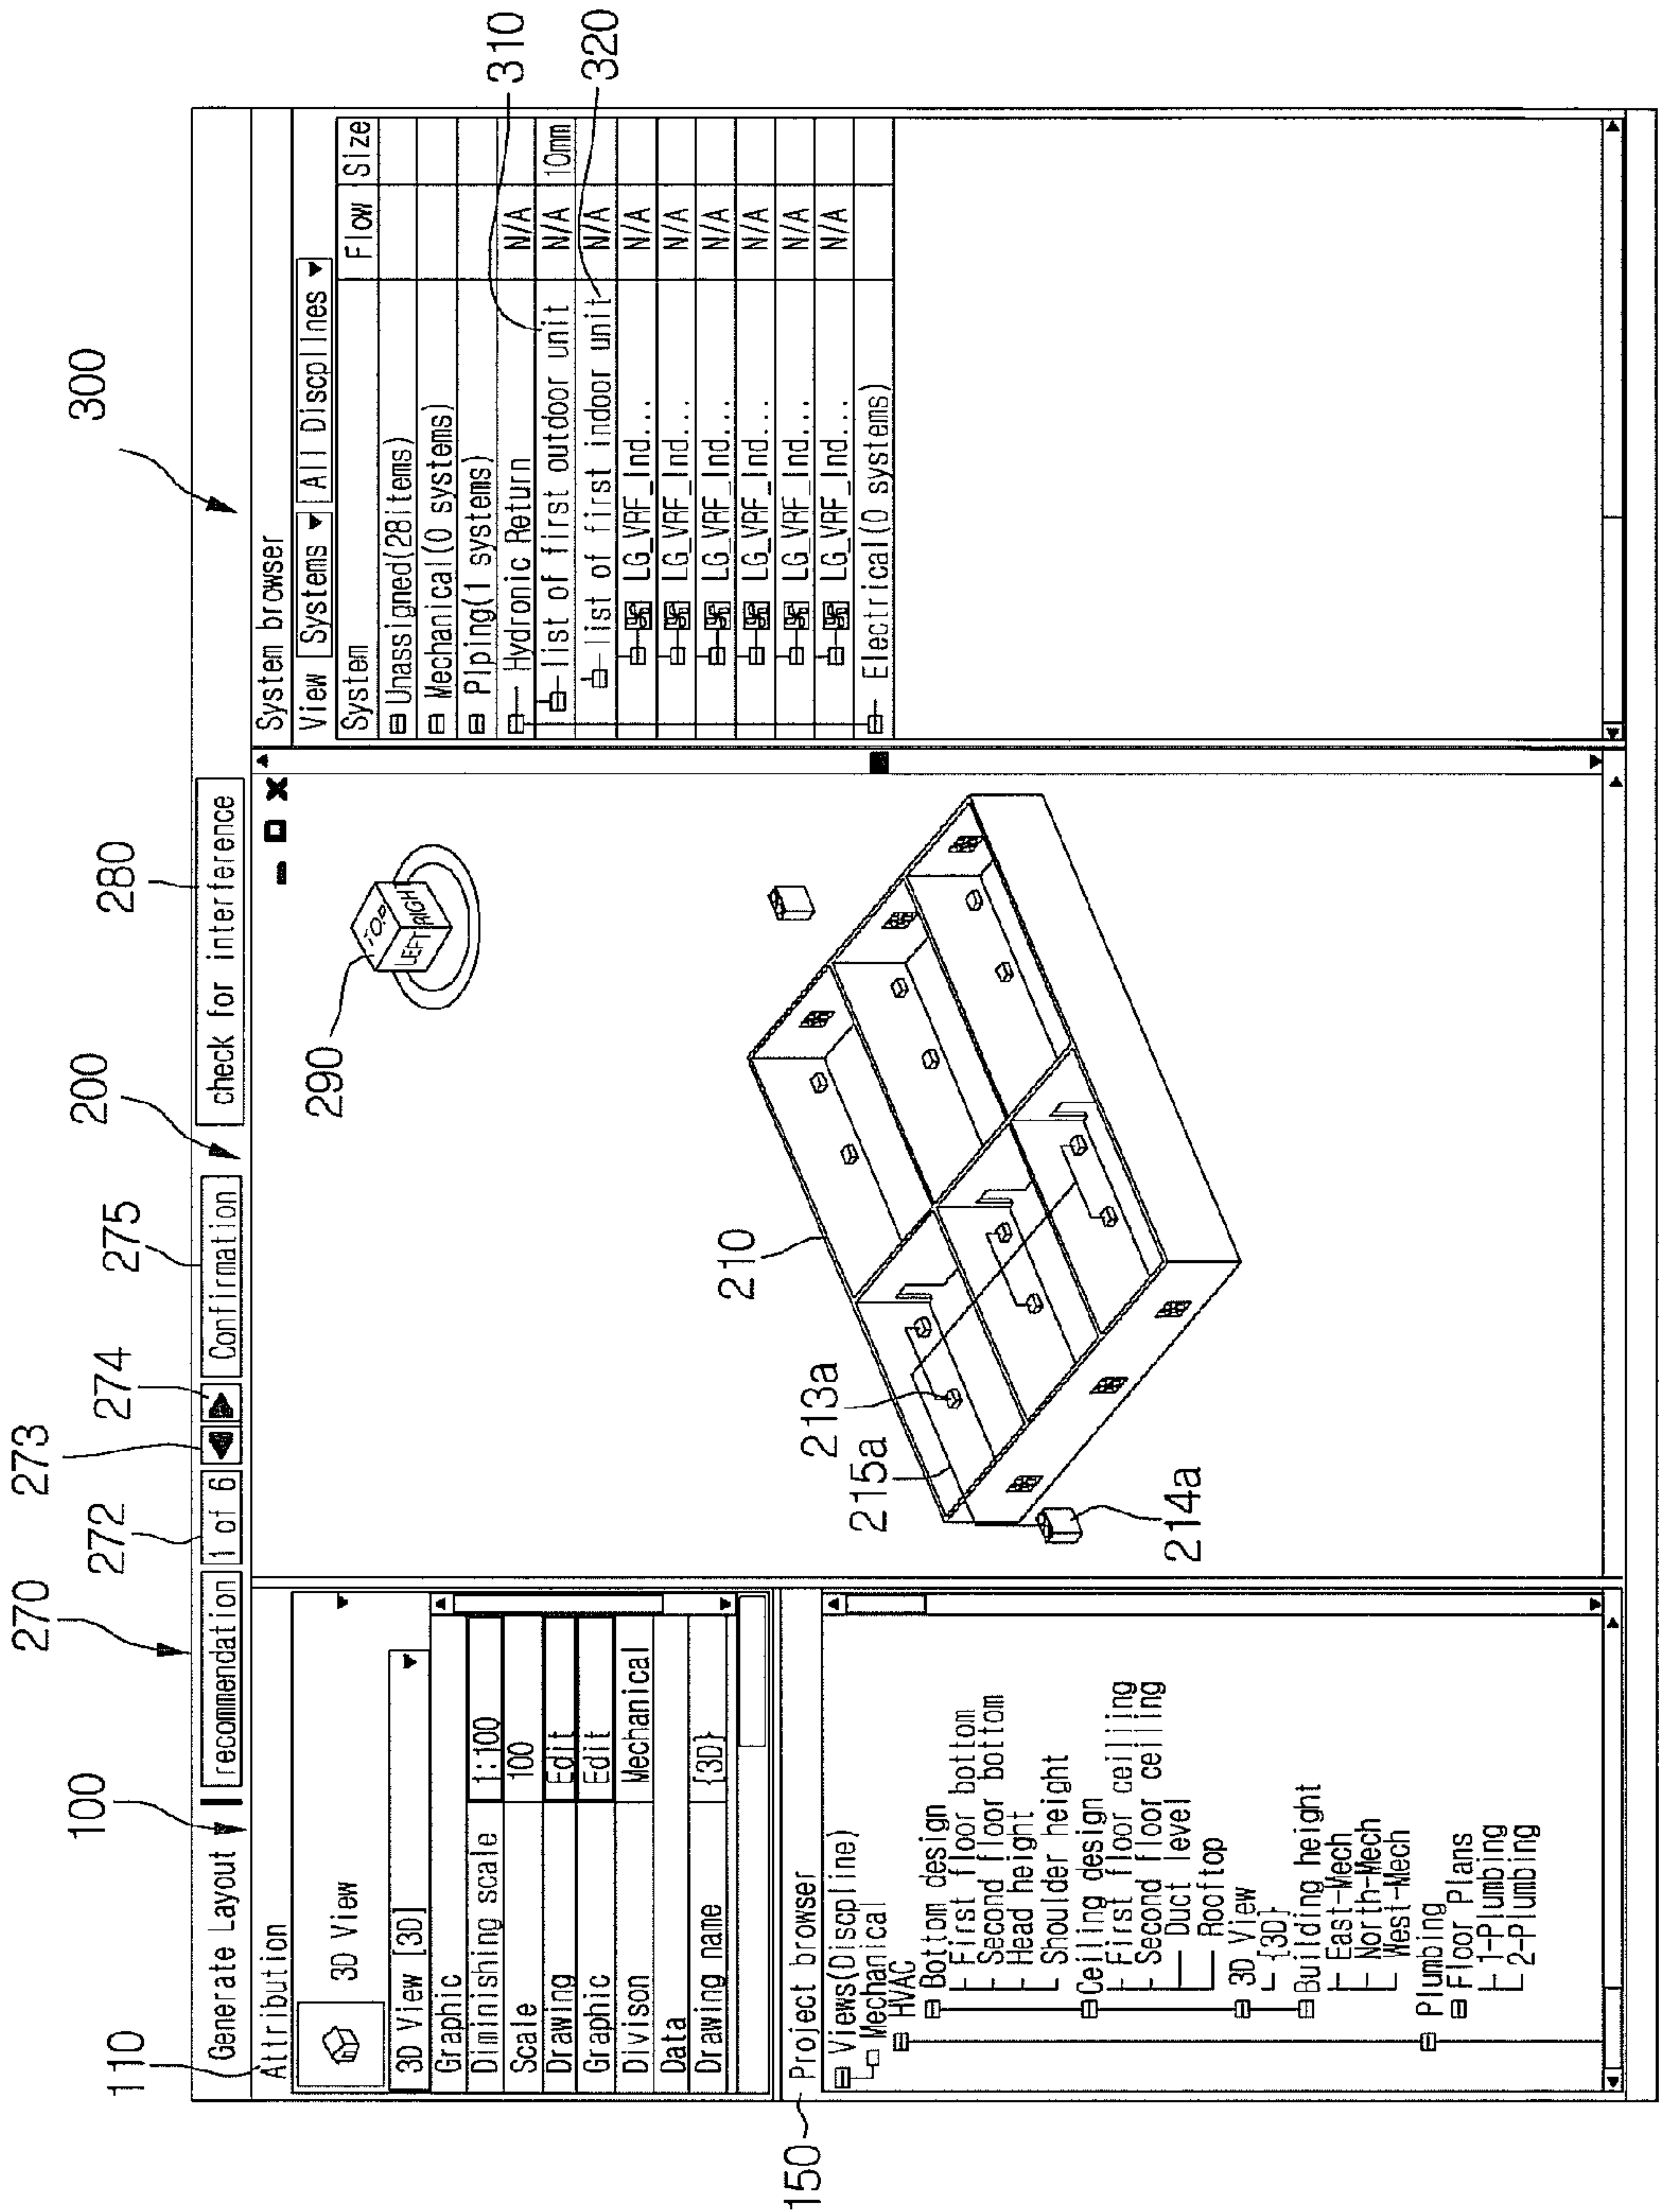 270
272
273
274
275
280
300
100
200
110
Generate Layout ▼
recommendation
1 of 6
Confirmation
check for interference
Attribution
3D View
3D View [3D]
Graphic
Diminishing scale 1:100
Scale 100
Drawing Edit
Graphic Edit
Divison Mechanical
Data
Drawing name {3D}
150
Project browser
Views(Discpline)
Mechanical
HVAC
Bottom design
First floor bottom
Second floor bottom
Head height
Shoulder height
Ceiling design
First floor ceilling
Second floor ceilling
Duct level
Rooftop
3D View
{3D}
Building height
East-Mech
North-Mech
West-Mech
Plumbing
Floor Plans
1-Plumbing
2-Plumbing
290
TOP
LEFT
RIGHT
210
213a
215a
214a
System browser
View Systems ▼ All Discplines ▼
System Flow Size
Unassigned(28items)
Mechanical(0 systems)
Piping(1 systems)
Hydronic Return N/A
list of first outdoor unit N/A 10mm
list of first indoor unit N/A
LG_VRF_Ind... N/A
LG_VRF_Ind... N/A
LG_VRF_Ind... N/A
LG_VRF_Ind... N/A
LG_VRF_Ind... N/A
LG_VRF_Ind... N/A
Electrical(0 systems)
310
320